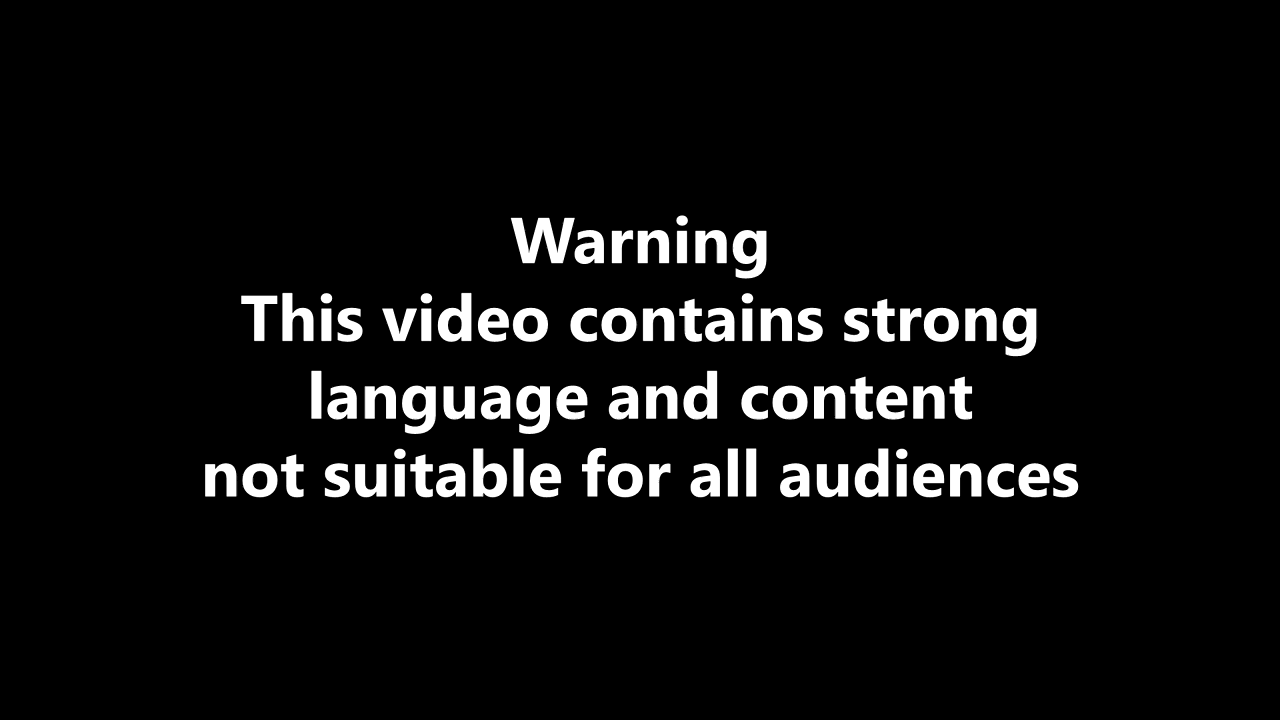 Warning
This video contains strong
language and content
not suitable for all audiences